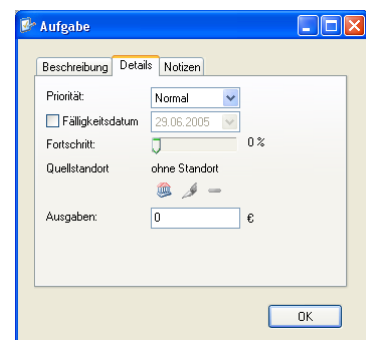 Aufgabe
Beschreibung Details Notizen
Priorität: Normal
Fälligkeitsdatum 29.06.2005
Fortschritt: 0 %
Quellstandort ohne Standort
Ausgaben: 0 €
OK